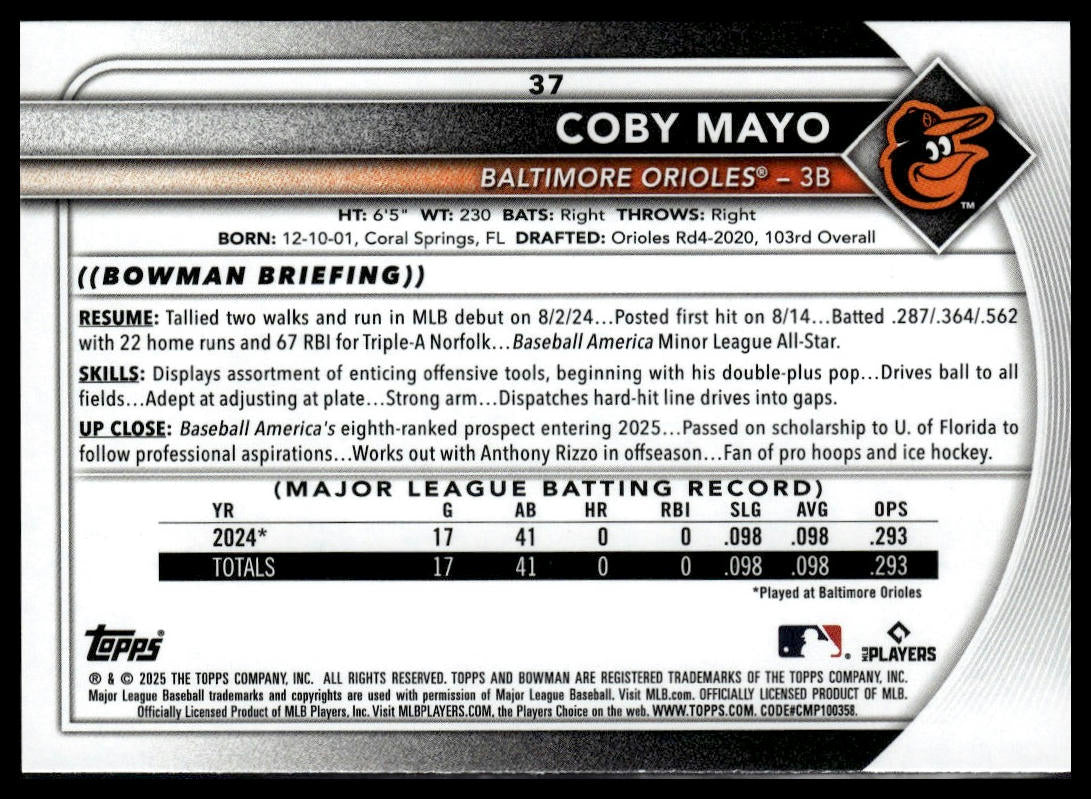 37
COBY MAYO
BALTIMORE ORIOLES® – 3B
TM
HT: 6'5" WT: 230 BATS: Right THROWS: Right
BORN: 12-10-01, Coral Springs, FL DRAFTED: Orioles Rd4-2020, 103rd Overall
((BOWMAN BRIEFING))
RESUME: Tallied two walks and run in MLB debut on 8/2/24...Posted first hit on 8/14...Batted .287/.364/.562
with 22 home runs and 67 RBI for Triple-A Norfolk...Baseball America Minor League All-Star.
SKILLS: Displays assortment of enticing offensive tools, beginning with his double-plus pop...Drives ball to all
fields...Adept at adjusting at plate...Strong arm...Dispatches hard-hit line drives into gaps.
UP CLOSE: Baseball America's eighth-ranked prospect entering 2025...Passed on scholarship to U. of Florida to
follow professional aspirations...Works out with Anthony Rizzo in offseason...Fan of pro hoops and ice hockey.
(MAJOR LEAGUE BATTING RECORD)
YR G AB HR RBI SLG AVG OPS
2024* 17 41 0 0 .098 .098 .293
TOTALS 17 41 0 0 .098 .098 .293
*Played at Baltimore Orioles
Topps®
MLB PLAYERS
® & © 2025 THE TOPPS COMPANY, INC. ALL RIGHTS RESERVED. TOPPS AND BOWMAN ARE REGISTERED TRADEMARKS OF THE TOPPS COMPANY, INC.
Major League Baseball trademarks and copyrights are used with permission of Major League Baseball. Visit MLB.com. OFFICIALLY LICENSED PRODUCT OF MLB.
Officially Licensed Product of MLB Players, Inc. Visit MLBPLAYERS.COM, the Players Choice on the web. WWW.TOPPS.COM. CODE#CMP100358.